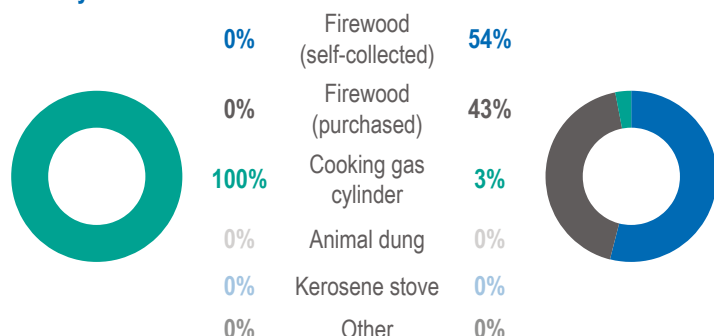 0% Firewood (self-collected) 54%
0% Firewood (purchased) 43%
100% Cooking gas cylinder 3%
0% Animal dung 0%
0% Kerosene stove 0%
0% Other 0%